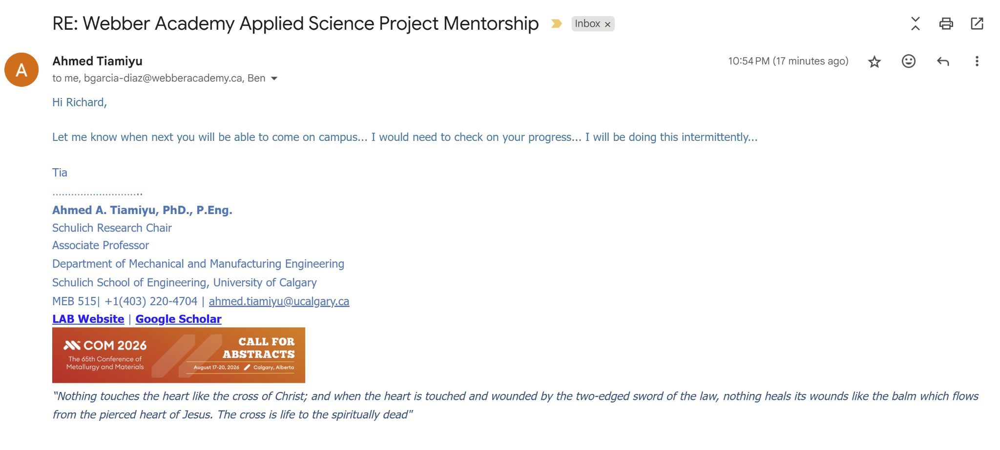 RE: Webber Academy Applied Science Project Mentorship
Inbox ×
A
Ahmed Tiamiyu
10:54 PM (17 minutes ago)
to me, bgarcia-diaz@webberacademy.ca, Ben
Hi Richard,
Let me know when next you will be able to come on campus... I would need to check on your progress... I will be doing this intermittently...
Tia
...........................
Ahmed A. Tiamiyu, PhD., P.Eng.
Schulich Research Chair
Associate Professor
Department of Mechanical and Manufacturing Engineering
Schulich School of Engineering, University of Calgary
MEB 515| +1(403) 220-4704 | ahmed.tiamiyu@ucalgary.ca
LAB Website | Google Scholar
COM 2026
The 65th Conference of
Metallurgy and Materials
CALL FOR
ABSTRACTS
August 17-20, 2026
Calgary, Alberta
“Nothing touches the heart like the cross of Christ; and when the heart is touched and wounded by the two-edged sword of the law, nothing heals its wounds like the balm which flows
from the pierced heart of Jesus. The cross is life to the spiritually dead"